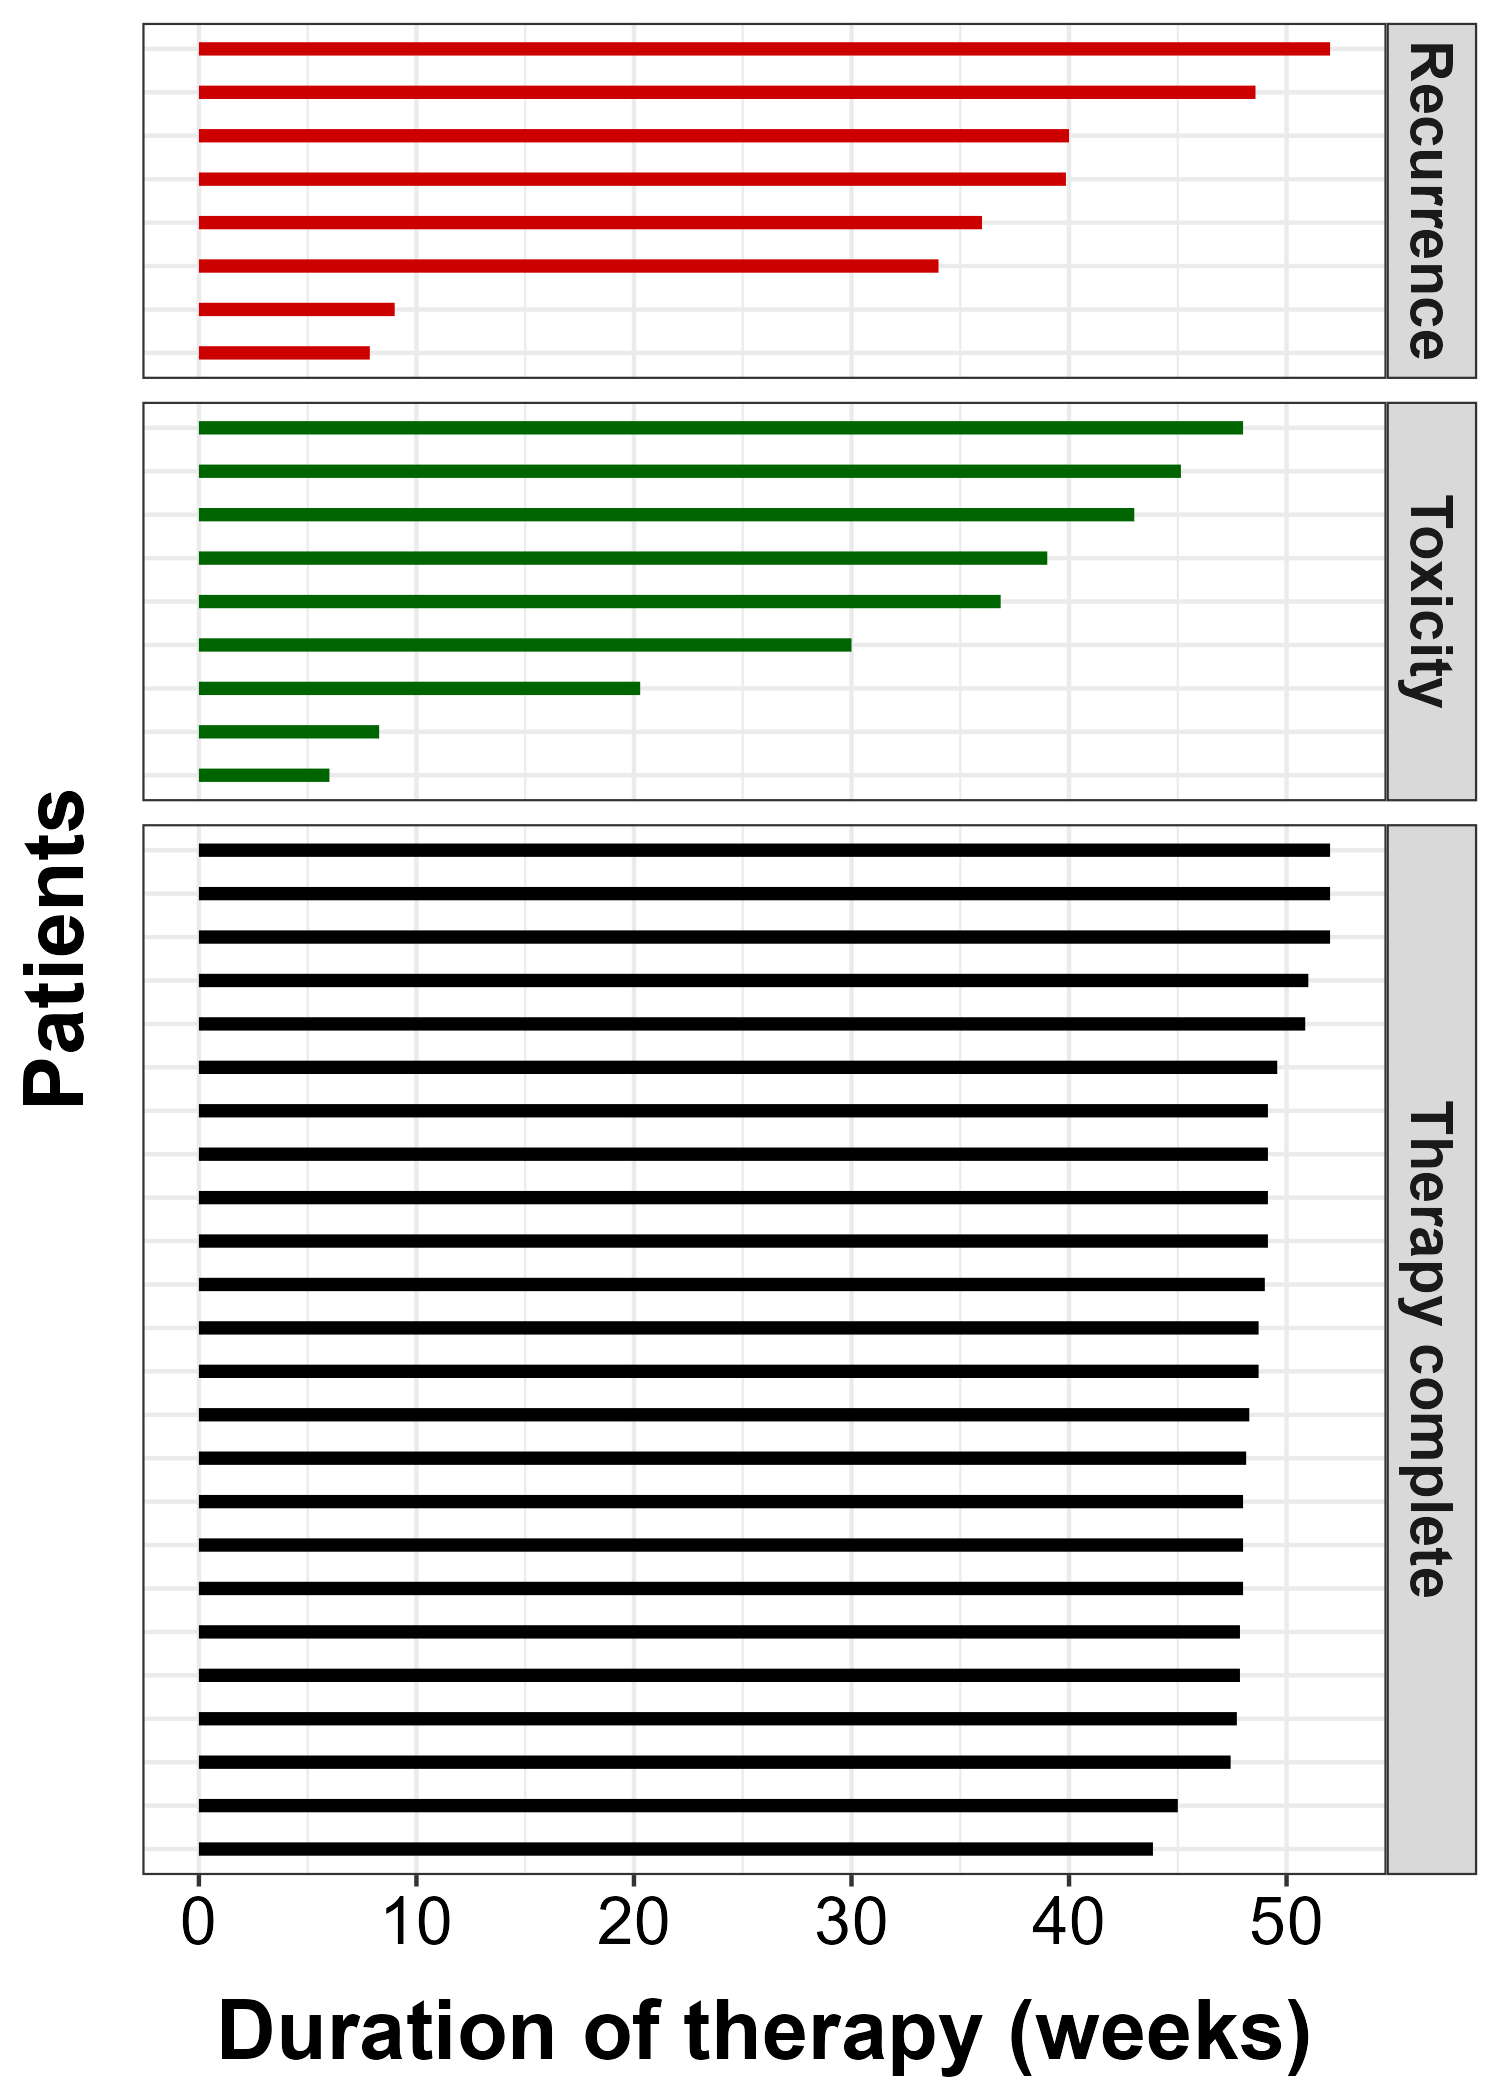 Recurrence
Toxicity
Therapy complete
Patients
0 10 20 30 40 50
Duration of therapy (weeks)